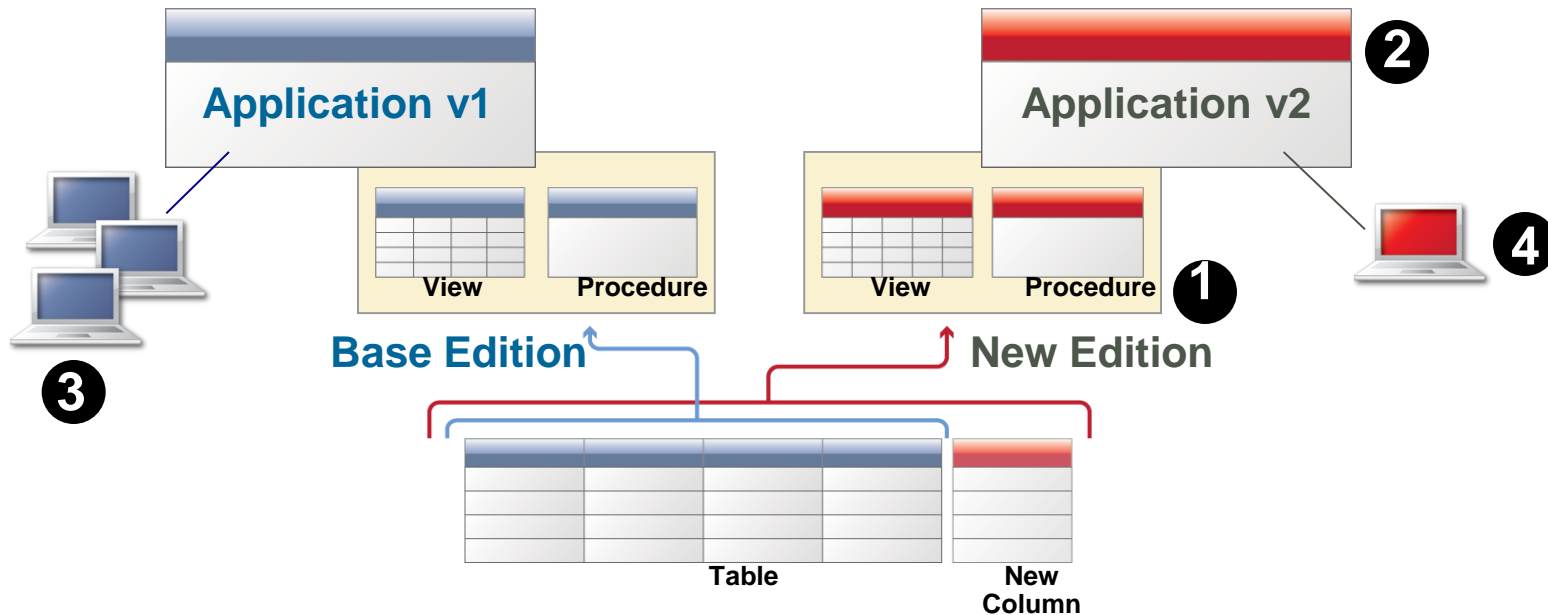 Application v1
Application v2
2
View
Procedure
View
Procedure
1
4
Base Edition
New Edition
3
Table
New
Column